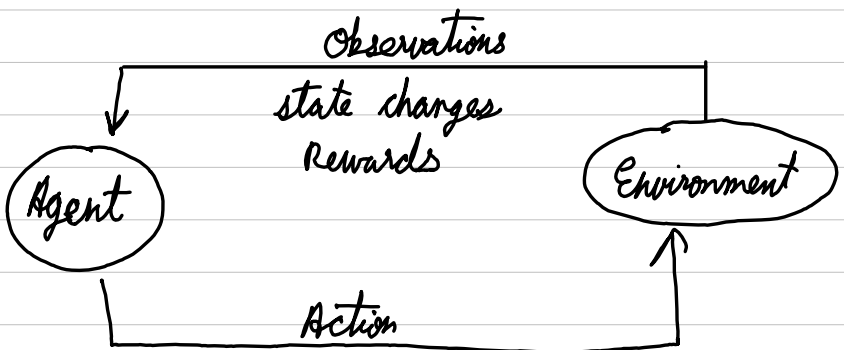 Observations
state changes
Rewards
Agent
Environment
Action